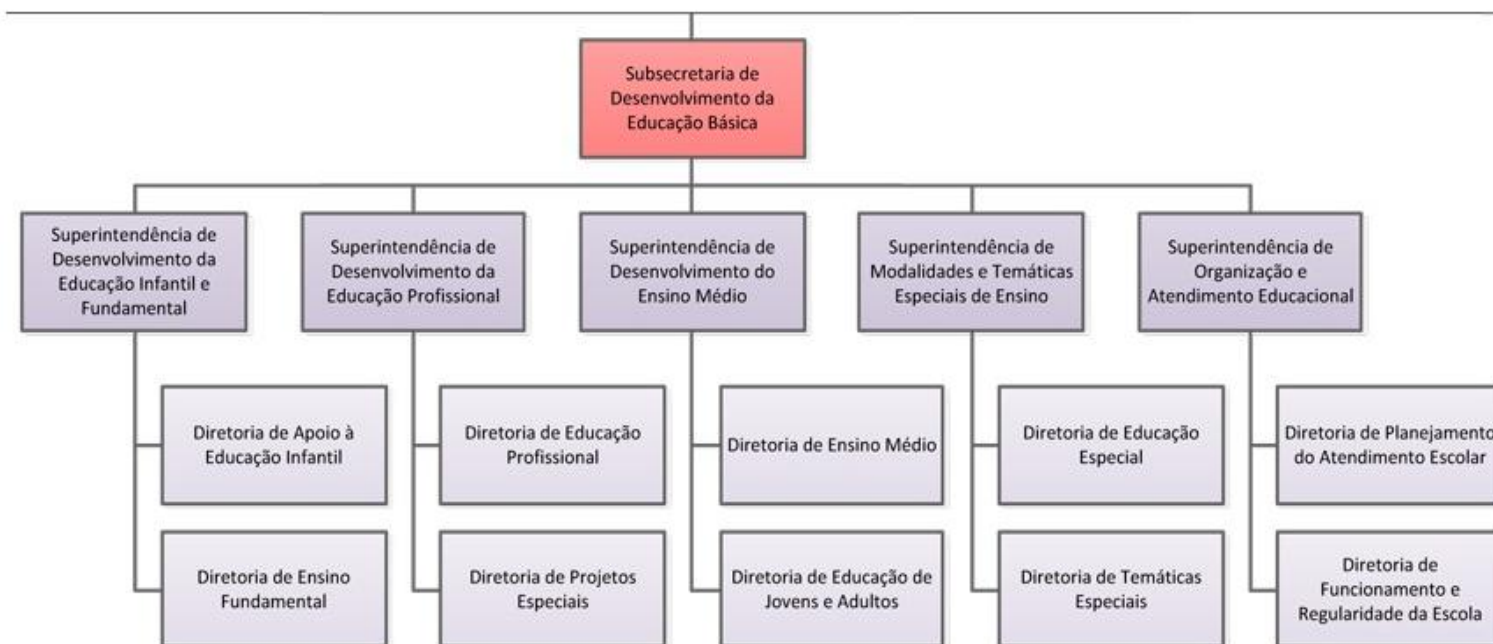 Subsecretaria de
Desenvolvimento da
Educação Básica
Superintendência de
Desenvolvimento da
Educação Infantil e
Fundamental
Superintendência de
Desenvolvimento da
Educação Profissional
Superintendência de
Desenvolvimento do
Ensino Médio
Superintendência de
Modalidades e Temáticas
Especiais de Ensino
Superintendência de
Organização e
Atendimento Educacional
Diretoria de Apoio à
Educação Infantil
Diretoria de Educação
Profissional
Diretoria de Ensino Médio
Diretoria de Educação
Especial
Diretoria de Planejamento
do Atendimento Escolar
Diretoria de Ensino
Fundamental
Diretoria de Projetos
Especiais
Diretoria de Educação de
Jovens e Adultos
Diretoria de Temáticas
Especiais
Diretoria de
Funcionamento e
Regularidade da Escola